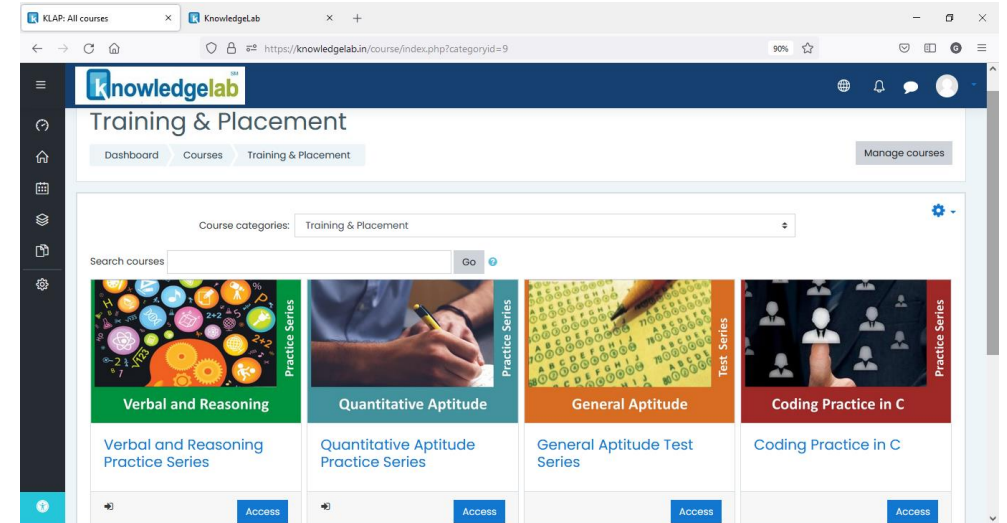 KLAP: All courses
KnowledgeLab
https://knowledgelab.in/course/index.php?categoryid=9
90%
knowledgelab
SM
Training & Placement
Dashboard
Courses
Training & Placement
Manage courses
Course categories:
Training & Placement
Search courses
Go
Practice Series
Verbal and Reasoning
Practice Series
Quantitative Aptitude
Test Series
General Aptitude
Practice Series
Coding Practice in C
Verbal and Reasoning
Practice Series
Quantitative Aptitude
Practice Series
General Aptitude Test
Series
Coding Practice in C
Access
Access
Access
Access